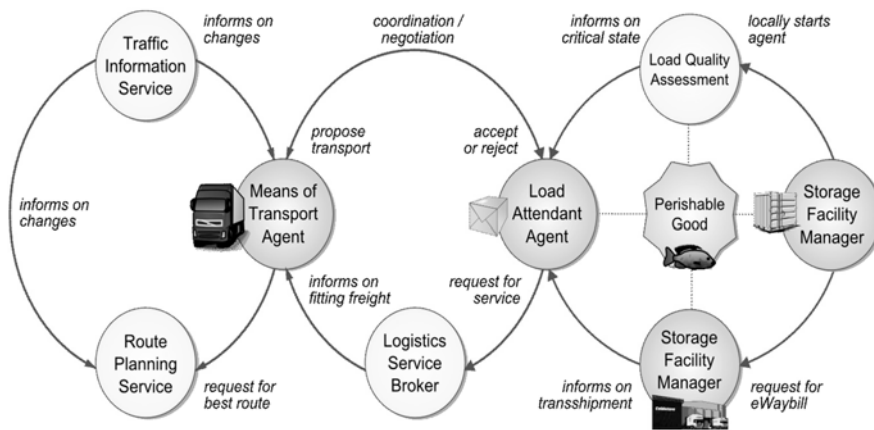 informs on
changes
Traffic
Information
Service
coordination /
negotiation
informs on
critical state
locally starts
agent
Load Quality
Assessment
propose
transport
accept
or reject
informs on
changes
Means of
Transport
Agent
Load
Attendant
Agent
Perishable
Good
Storage
Facility
Manager
informs on
fitting freight
request for
service
Route
Planning
Service
Logistics
Service
Broker
Storage
Facility
Manager
request for
best route
informs on
transshipment
request for
eWaybill